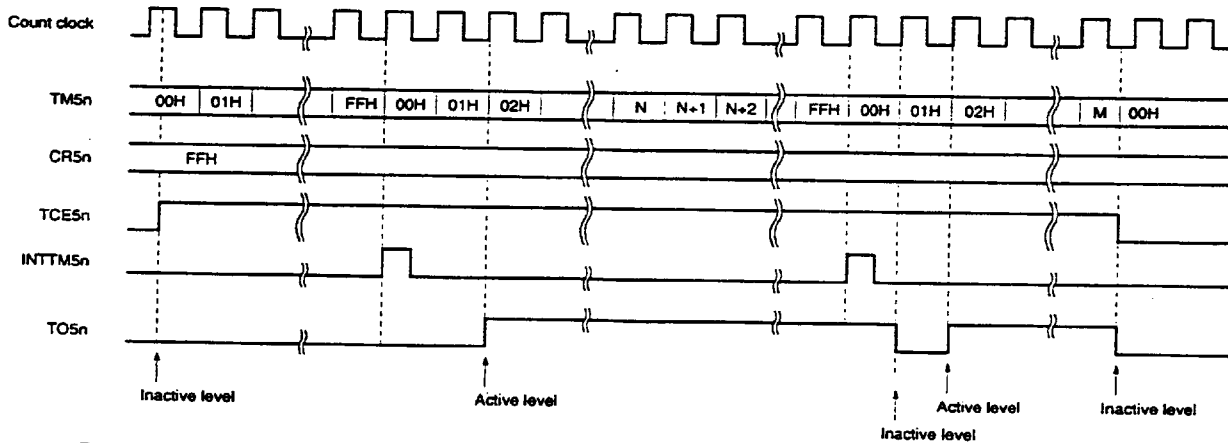 Count clock
TM5n 00H 01H FFH 00H 01H 02H N N+1 N+2 FFH 00H 01H 02H M 00H
CR5n FFH
TCE5n
INTTM5n
TO5n
Inactive level Active level Active level Inactive level
Inactive level